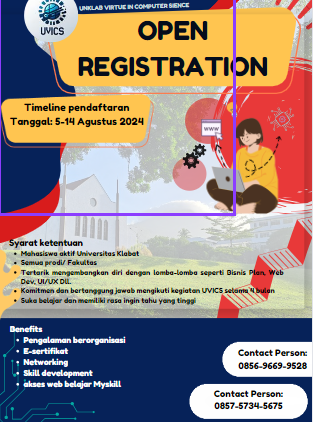 UNKLAB VIRTUE IN COMPUTER SIENCE
UVICS
OPEN
REGISTRATION
Timeline pendaftaran
Tanggal: 5-14 Agustus 2024
WWW
Syarat ketentuan
Mahasiswa aktif Universitas Klabat
Semua prodi/ Fakultas
Tertarik mengembangkan diri dengan lomba-lomba seperti Bisnis Plan, Web
Dev, UI/UX Dll.
Komitmen dan bertanggung jawab mengikuti kegiatan UVICS selama 4 bulan
Suka belajar dan memiliki rasa ingin tahu yang tinggi
Benefits
Pengalaman berorganisasi
E-sertifikat
Networking
Skill development
akses web belajar Myskill
Contact Person:
0856-9669-9528
Contact Person:
0857-5734-5675